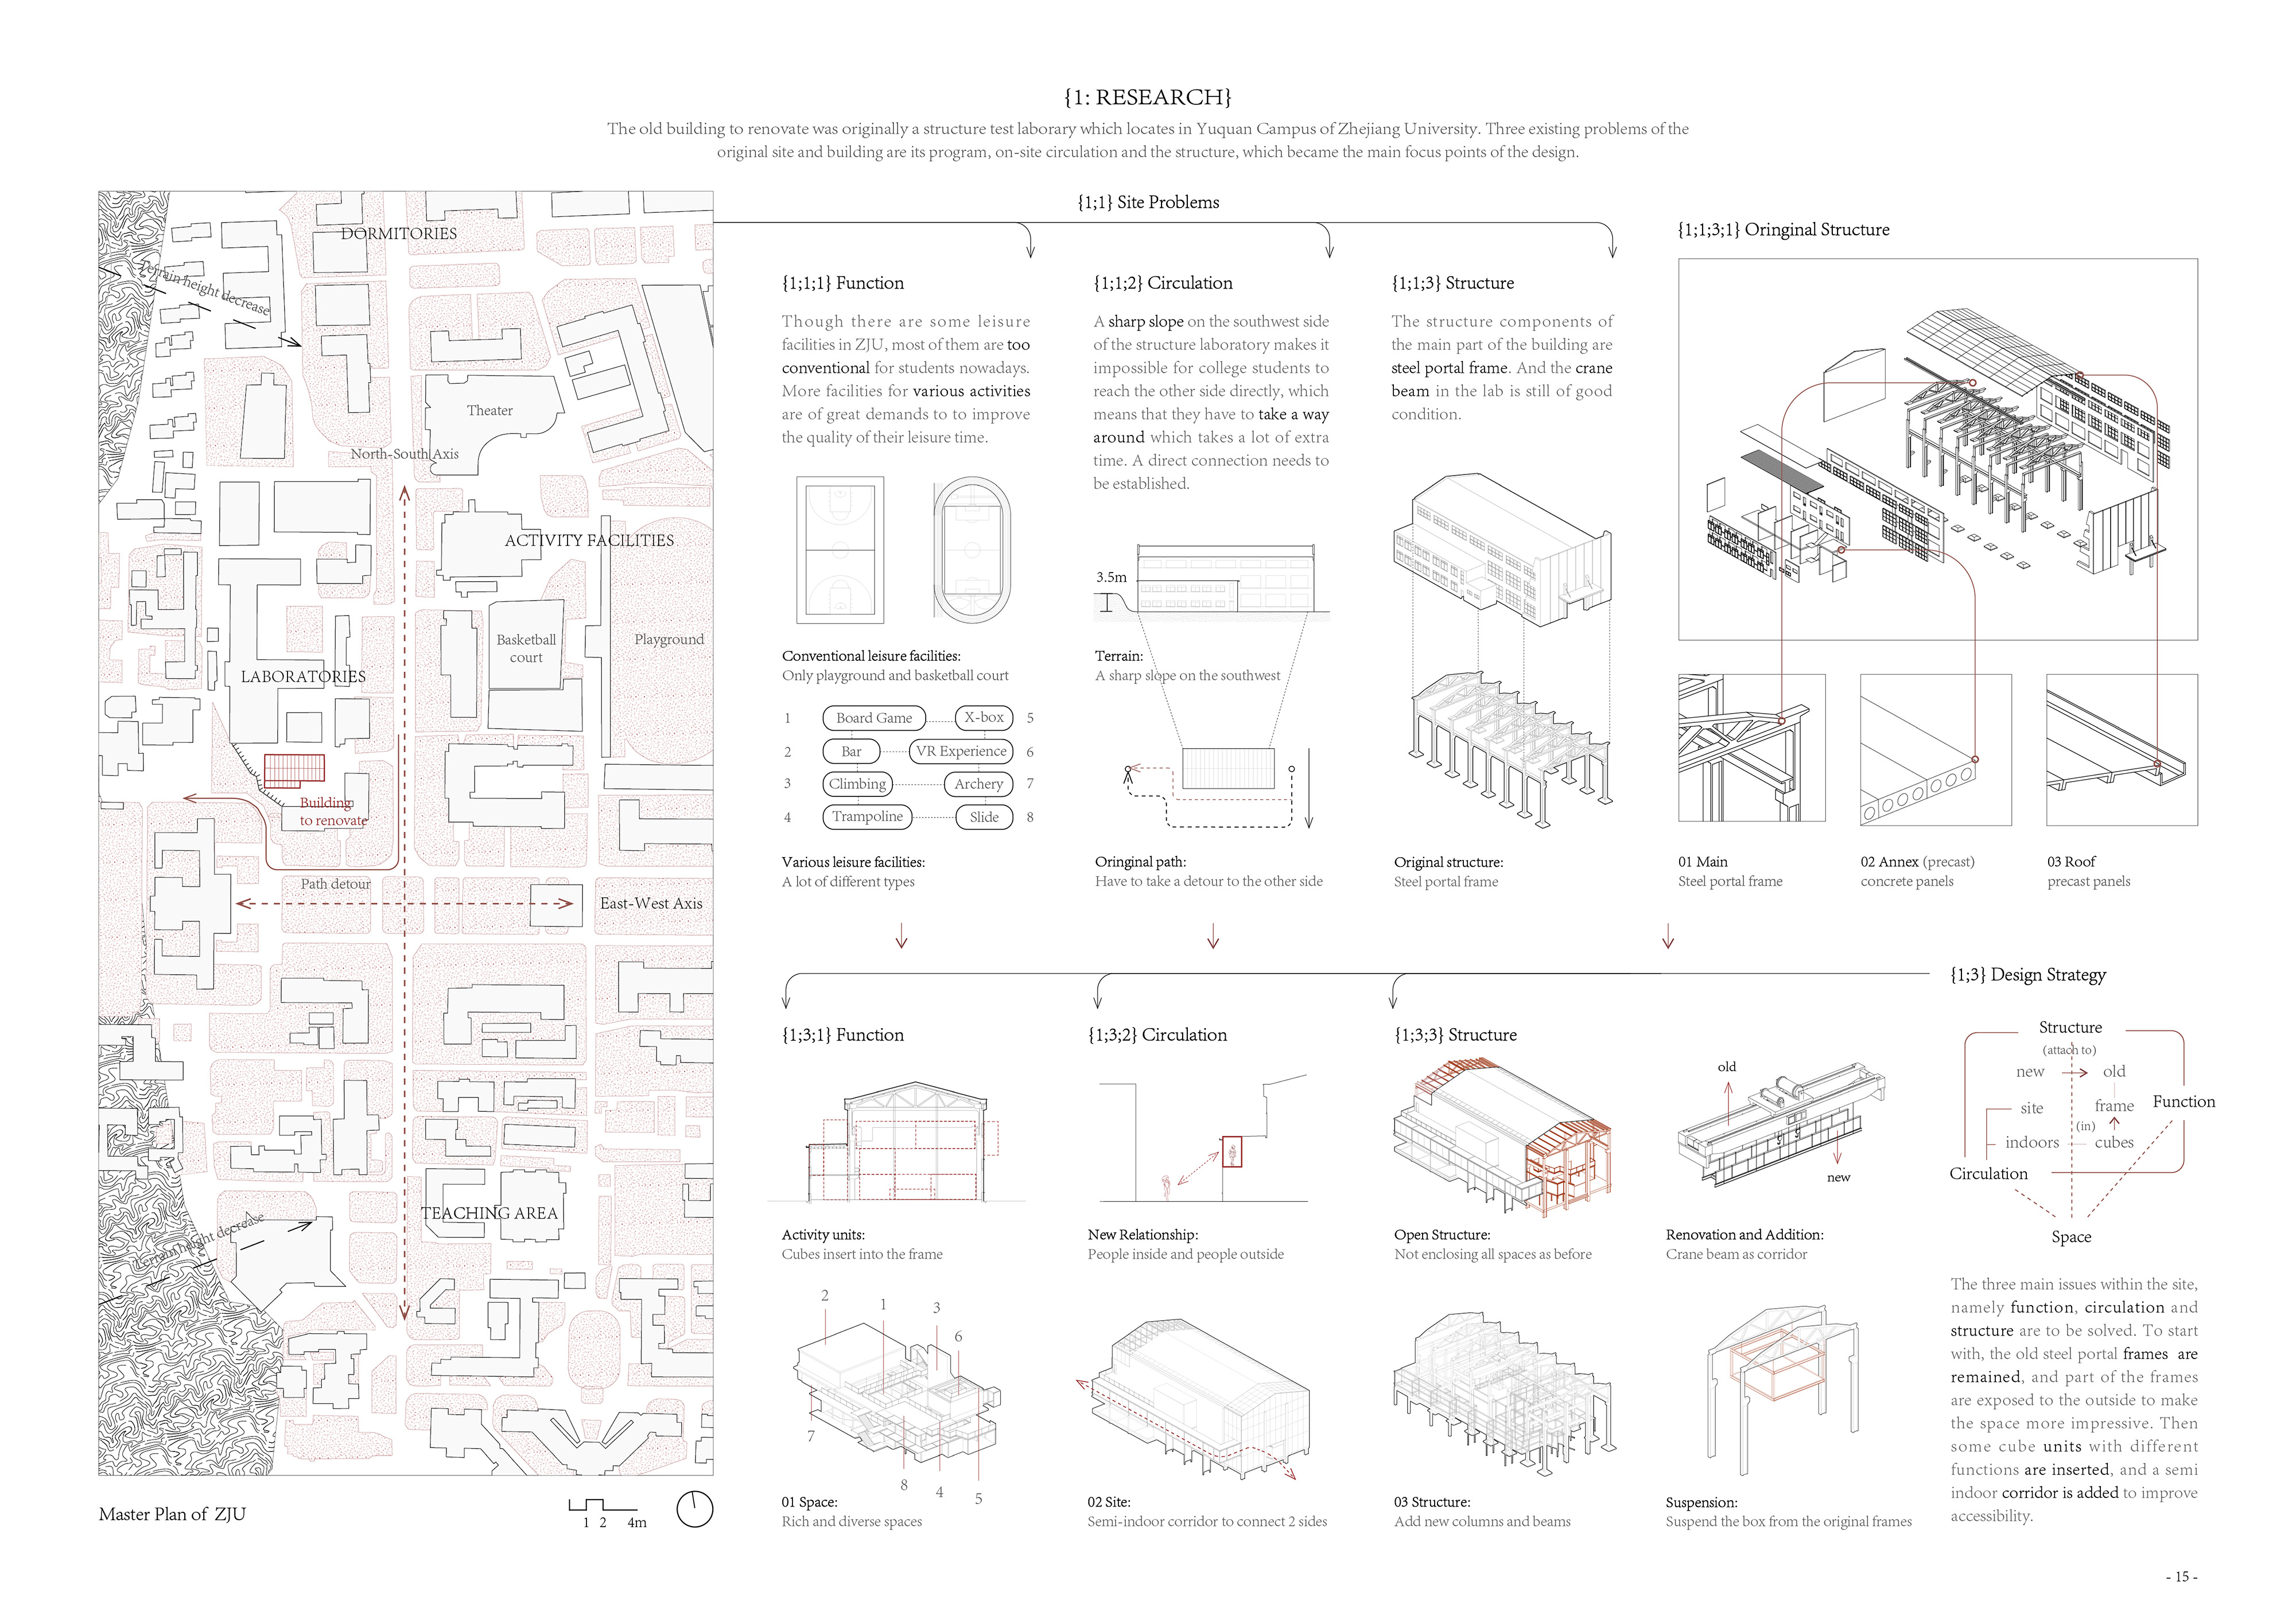 {1: RESEARCH}
The old building to renovate was originally a structure test laborary which locates in Yuquan Campus of Zhejiang University. Three existing problems of the
original site and building are its program, on-site circulation and the structure, which became the main focus points of the design.
DORMITORIES
Terrain height decrease
Theater
North-South Axis
ACTIVITY FACILITIES
Basketball
court
Playground
LABORATORIES
Building
to renovate
Path detour
East-West Axis
TEACHING AREA
Terrain height decrease
Master Plan of ZJU
1 2 4m
{1;1} Site Problems
{1;1;1} Function
Though there are some leisure
facilities in ZJU, most of them are too
conventional for students nowadays.
More facilities for various activities
are of great demands to to improve
the quality of their leisure time.
Conventional leisure facilities:
Only playground and basketball court
1 Board Game X-box 5
2 Bar VR Experience 6
3 Climbing Archery 7
4 Trampoline Slide 8
Various leisure facilities:
A lot of different types
{1;1;2} Circulation
A sharp slope on the southwest side
of the structure laboratory makes it
impossible for college students to
reach the other side directly, which
means that they have to take a way
around which takes a lot of extra
time. A direct connection needs to
be established.
3.5m
Terrain:
A sharp slope on the southwest
Oringinal path:
Have to take a detour to the other side
{1;1;3} Structure
The structure components of
the main part of the building are
steel portal frame. And the crane
beam in the lab is still of good
condition.
Original structure:
Steel portal frame
{1;1;3;1} Oringinal Structure
01 Main
Steel portal frame
02 Annex (precast)
concrete panels
03 Roof
precast panels
{1;3} Design Strategy
{1;3;1} Function
Activity units:
Cubes insert into the frame
2
1
3
6
7
8
4
5
01 Space:
Rich and diverse spaces
{1;3;2} Circulation
New Relationship:
People inside and people outside
02 Site:
Semi-indoor corridor to connect 2 sides
{1;3;3} Structure
Open Structure:
Not enclosing all spaces as before
03 Structure:
Add new columns and beams
old
new
Renovation and Addition:
Crane beam as corridor
Suspension:
Suspend the box from the original frames
Structure
(attach to)
new old
site frame Function
(in)
indoors cubes
Circulation
Space
The three main issues within the site,
namely function, circulation and
structure are to be solved. To start
with, the old steel portal frames are
remained, and part of the frames
are exposed to the outside to make
the space more impressive. Then
some cube units with different
functions are inserted, and a semi
indoor corridor is added to improve
accessibility.
- 15 -